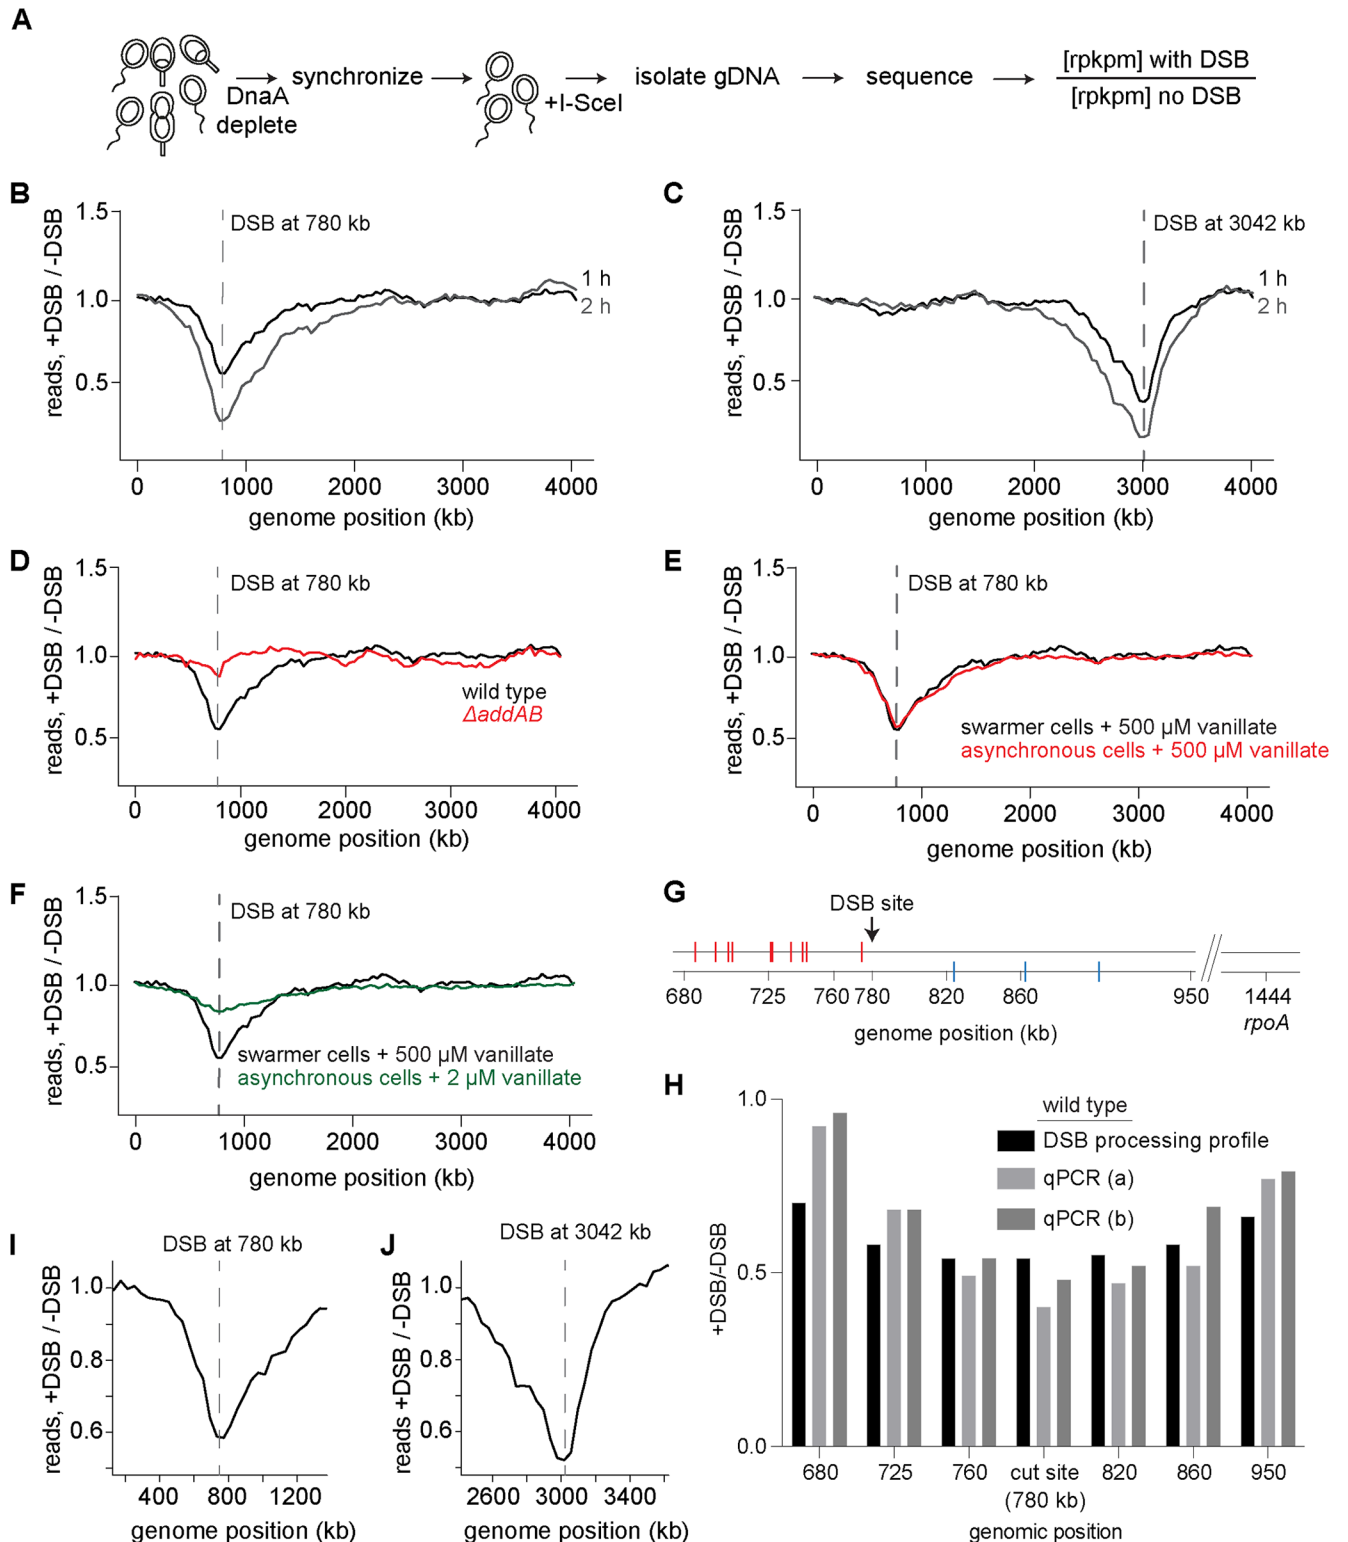 A
DnaA
deplete
synchronize
+I-SceI
isolate gDNA
sequence
[rpkpm] with DSB
[rpkpm] no DSB
B
reads, +DSB / -DSB
1.5
1.0
0.5
DSB at 780 kb
1 h
2 h
0 1000 2000 3000 4000
genome position (kb)
C
reads, +DSB / -DSB
1.5
1.0
0.5
DSB at 3042 kb
1 h
2 h
0 1000 2000 3000 4000
genome position (kb)
D
reads, +DSB / -DSB
1.5
1.0
0.5
DSB at 780 kb
wild type
ΔaddAB
0 1000 2000 3000 4000
genome position (kb)
E
reads, +DSB / -DSB
1.5
1.0
0.5
DSB at 780 kb
swarmer cells + 500 µM vanillate
asynchronous cells + 500 µM vanillate
0 1000 2000 3000 4000
genome position (kb)
F
reads, +DSB / -DSB
1.5
1.0
0.5
DSB at 780 kb
swarmer cells + 500 µM vanillate
asynchronous cells + 2 µM vanillate
0 1000 2000 3000 4000
genome position (kb)
G
DSB site
680 725 760 780 820 860 950 1444
rpoA
genome position (kb)
H
+DSB/-DSB
1.0
0.5
0.0
wild type
DSB processing profile
qPCR (a)
qPCR (b)
680 725 760 cut site 820 860 950
(780 kb)
genomic position
I
DSB at 780 kb
reads, +DSB / -DSB
1.0
0.8
0.6
400 800 1200
genome position (kb)
J
DSB at 3042 kb
reads +DSB / -DSB
1.0
0.8
0.6
2600 3000 3400
genome position (kb)